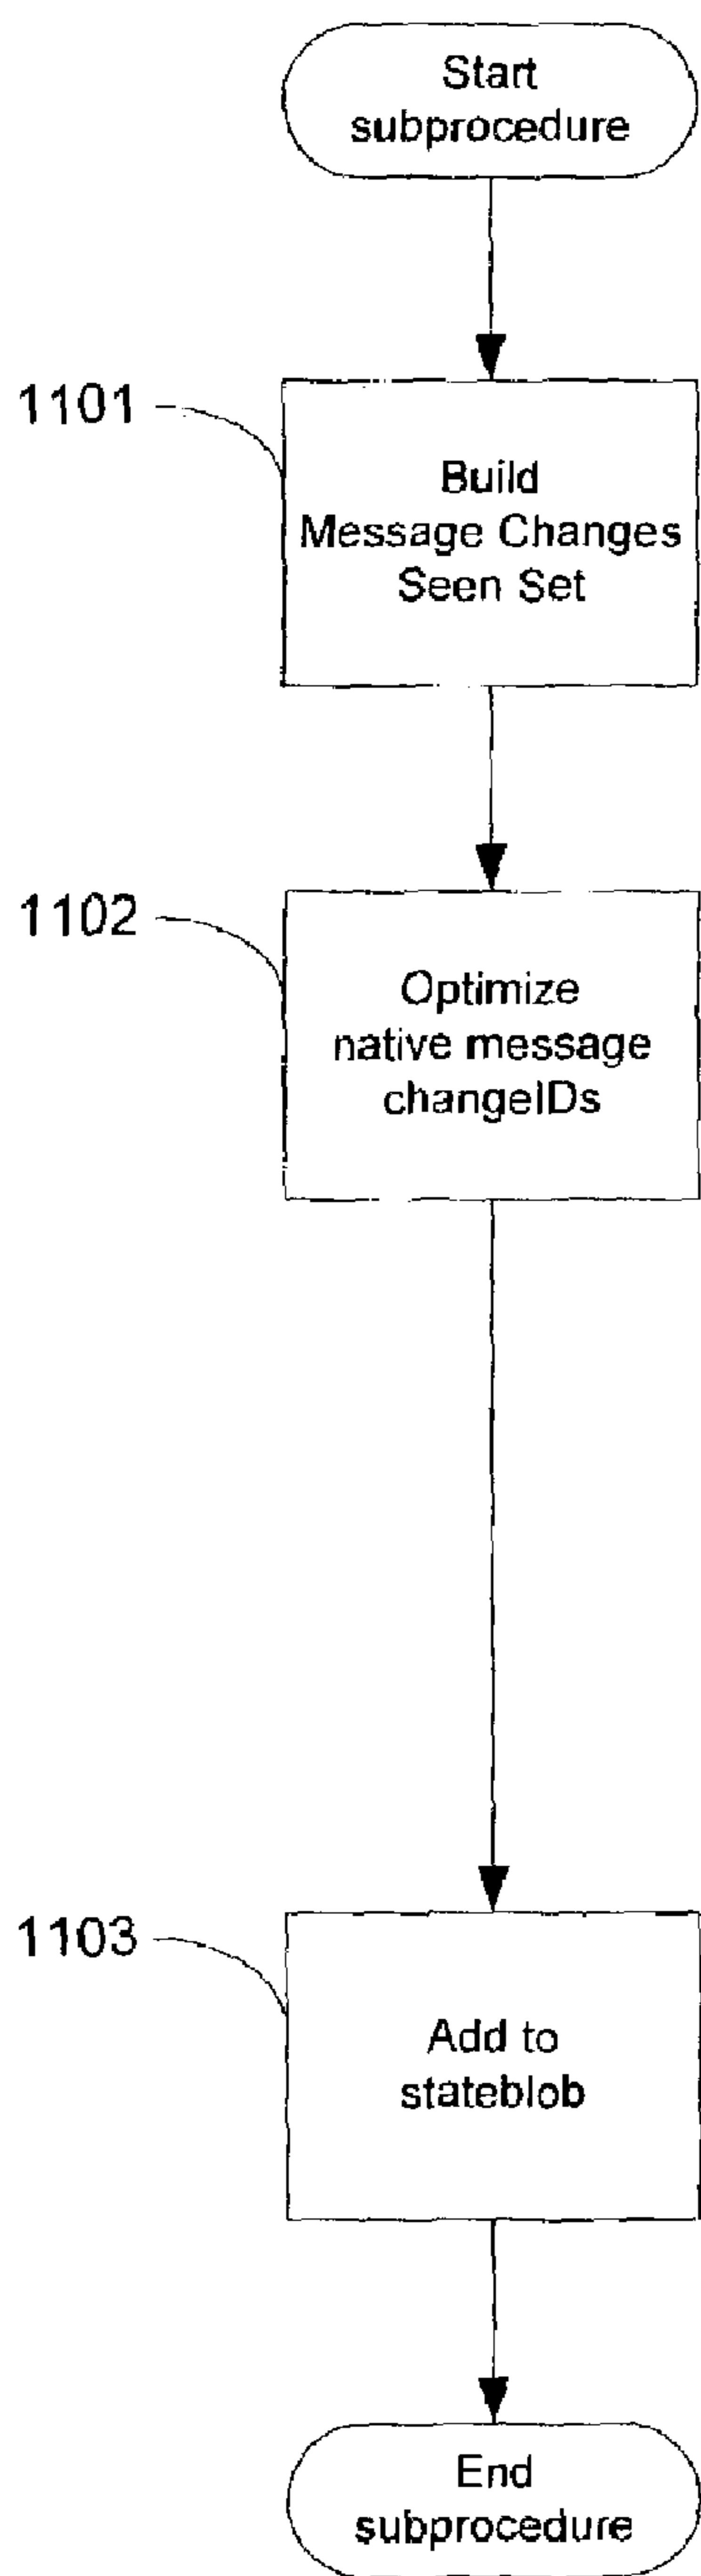 Start
subprocedure
1101
Build
Message Changes
Seen Set
1102
Optimize
native message
changeIDs
1103
Add to
stateblob
End
subprocedure